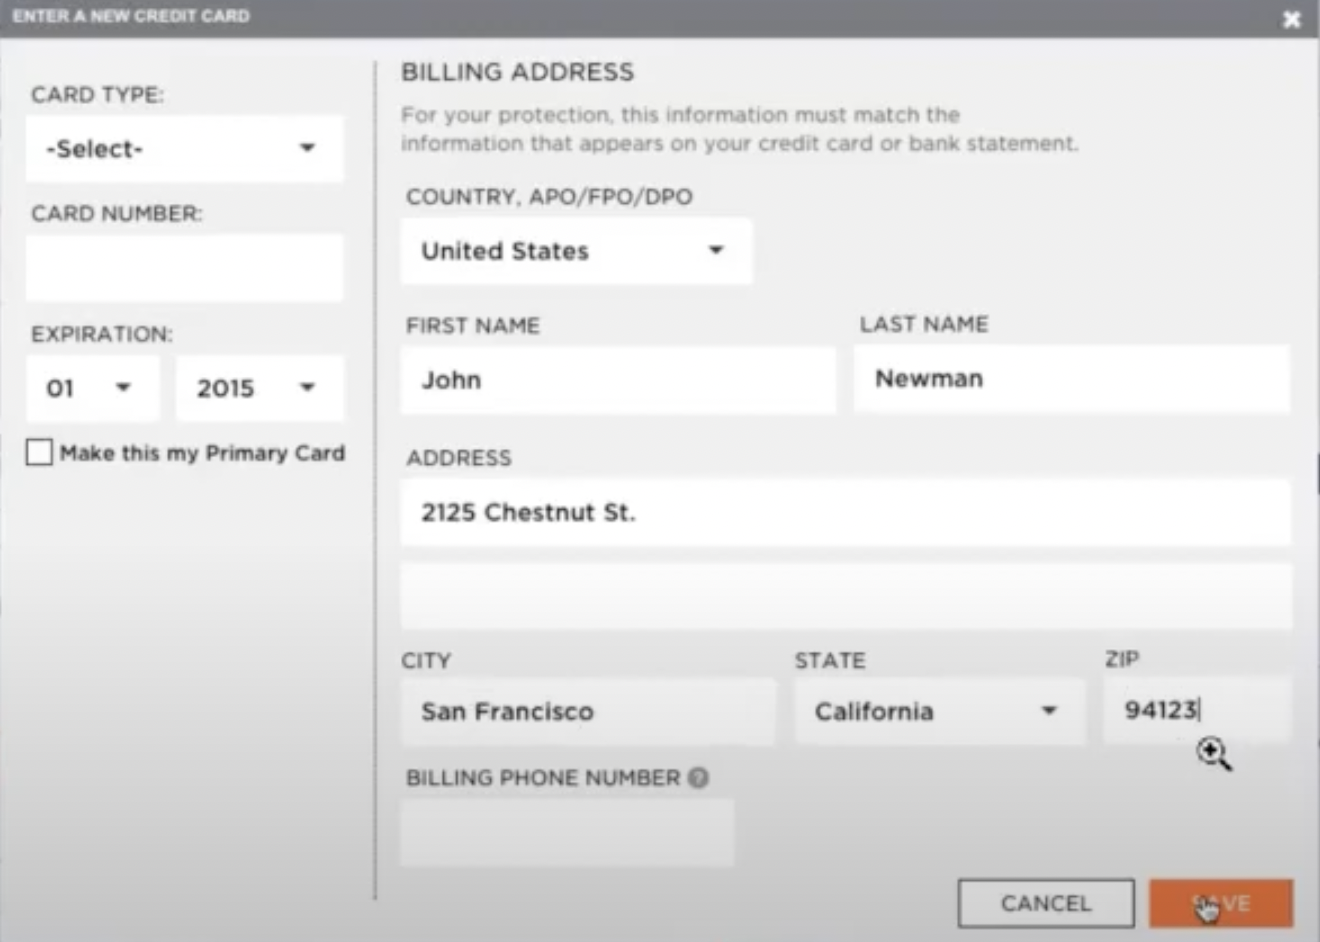 ENTER A NEW CREDIT CARD
CARD TYPE:
-Select-
CARD NUMBER:
EXPIRATION:
01 2015
Make this my Primary Card
BILLING ADDRESS
For your protection, this information must match the
information that appears on your credit card or bank statement.
COUNTRY, APO/FPO/DPO
United States
FIRST NAME LAST NAME
John Newman
ADDRESS
2125 Chestnut St.
CITY STATE ZIP
San Francisco California 94123
BILLING PHONE NUMBER ?
CANCEL SAVE